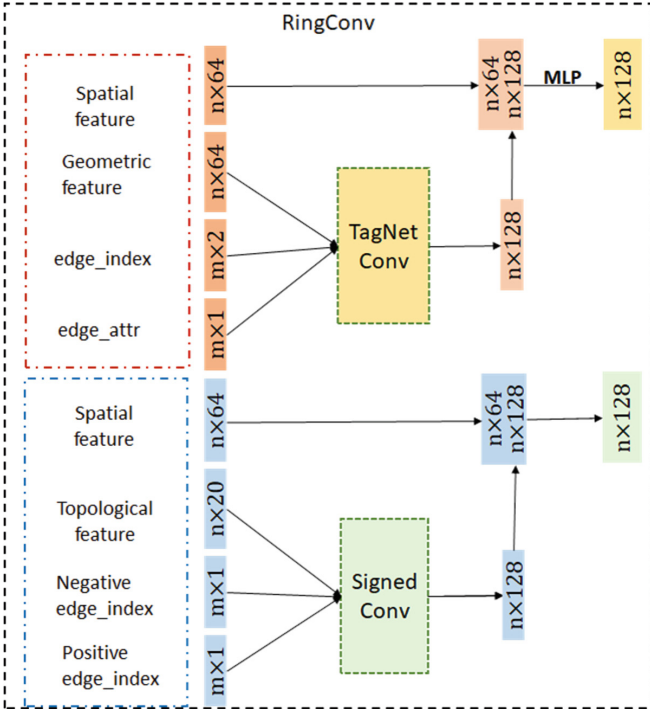 RingConv
Spatial
feature
n×64
n×64
n×128
MLP
n×128
Geometric
feature
n×64
TagNet
Conv
n×128
edge_index
m×2
edge_attr
m×1
Spatial
feature
n×64
n×64
n×128
n×128
Topological
feature
n×20
Signed
Conv
n×128
Negative
edge_index
m×1
Positive
edge_index
m×1